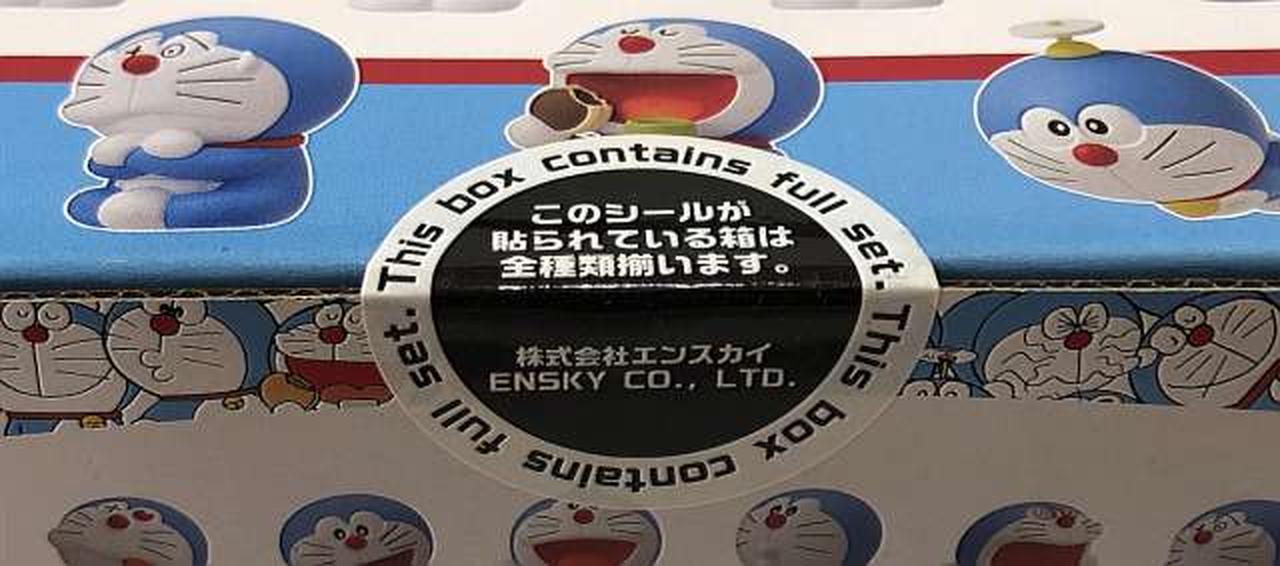 This box contains full set.
This box contains full set.
このシールが
貼られている箱は
全種類揃います。
株式会社エンスカイ
ENSKY CO., LTD.